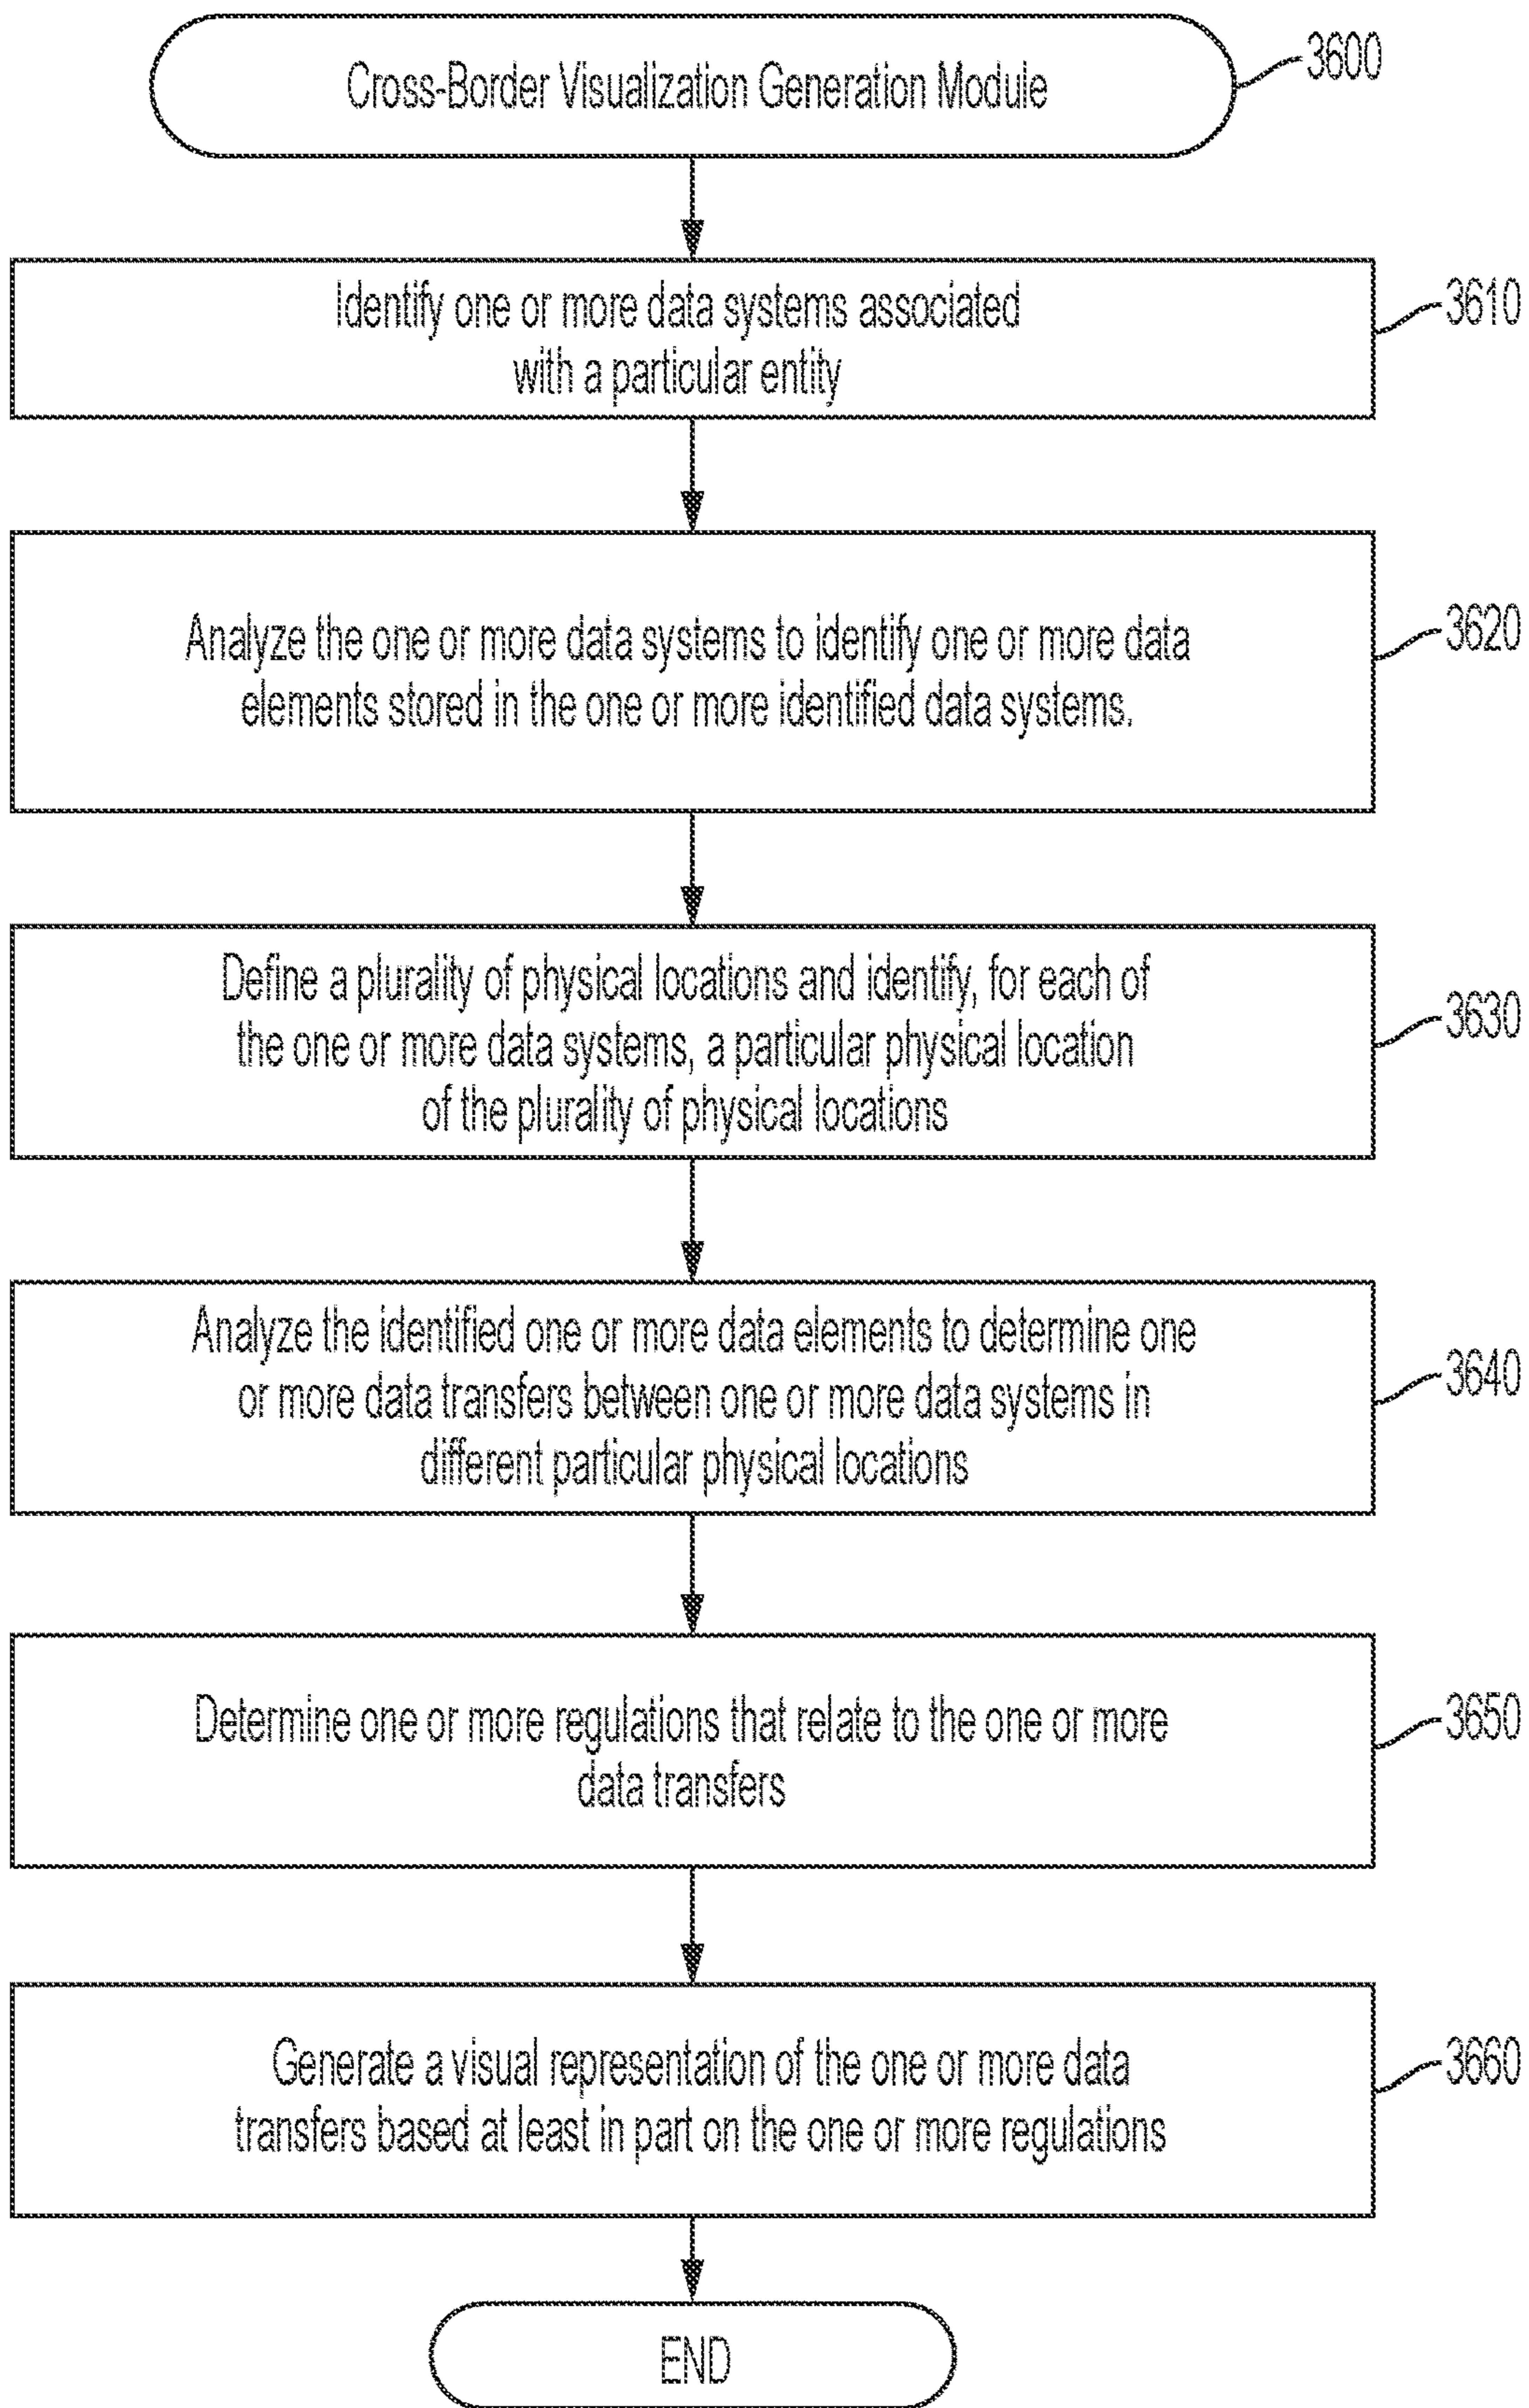 Cross-Border Visualization Generation Module
3600
Identify one or more data systems associated
with a particular entity
3610
Analyze the one or more data systems to identify one or more data
elements stored in the one or more identified data systems.
3620
Define a plurality of physical locations and identify, for each of
the one or more data systems, a particular physical location
of the plurality of physical locations
3630
Analyze the identified one or more data elements to determine one
or more data transfers between one or more data systems in
different particular physical locations
3640
Determine one or more regulations that relate to the one or more
data transfers
3650
Generate a visual representation of the one or more data
transfers based at least in part on the one or more regulations
3660
END